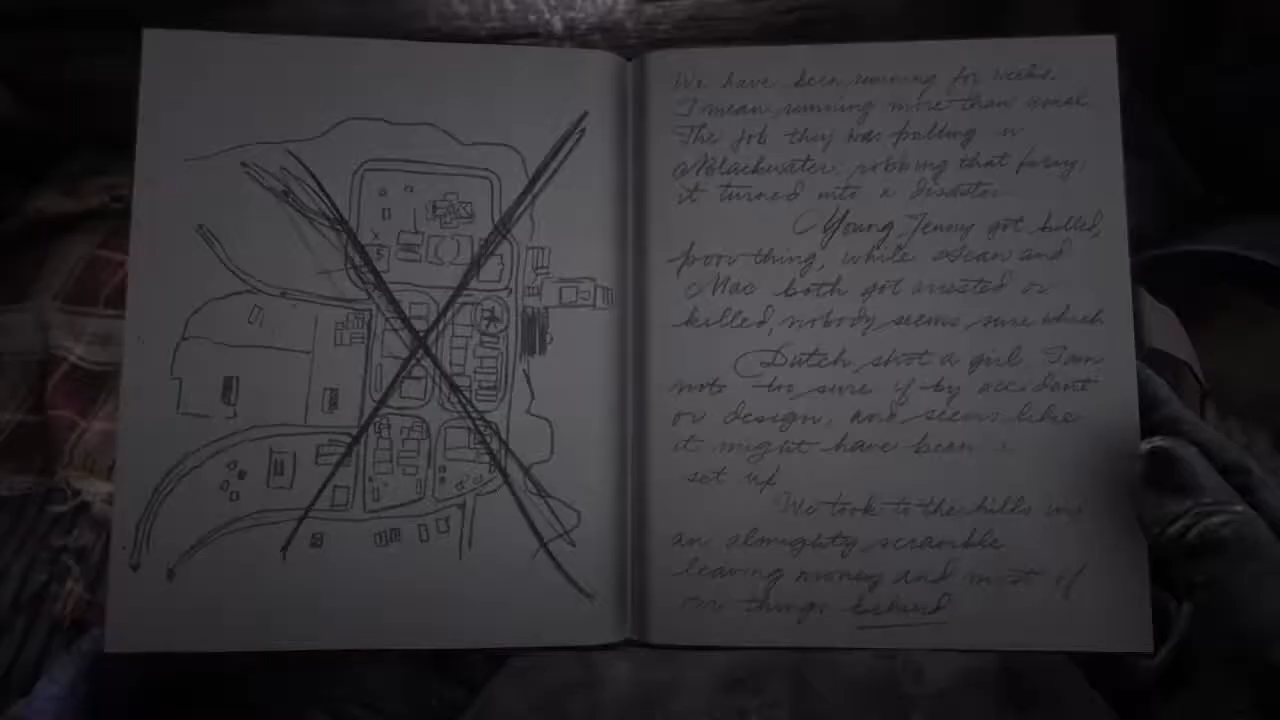 We have been running for weeks.
I mean, running more than usual.
The job they was pulling in
Blackwater, robbing that ferry,
it turned into a disaster.
Young Jenny got killed,
poor thing, while Sean and
Mac both got arrested or
killed, nobody seems sure which
Dutch shot a girl, I am
not sure if by accident
or design, and seems like
it might have been a
set up
We took to the hills in
an almighty scramble
leaving money and most of
our things behind